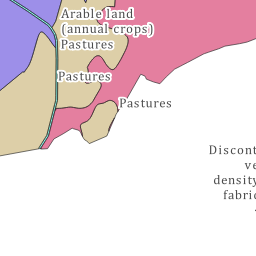 Arable land
(annual crops)
Pastures
Pastures
Pastures
Discont
ve
density
fabric